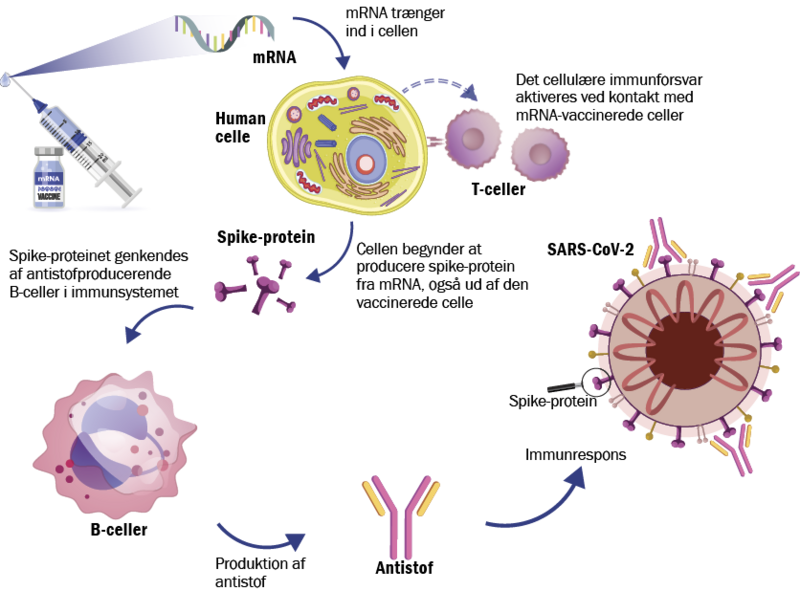 mRNA trænger
ind i cellen
mRNA
Human
celle
Det cellulære immunforsvar
aktiveres ved kontakt med
mRNA-vaccinerede celler
mRNA
VACCINE
T-celler
Spike-protein
Cellen begynder at
producere spike-protein
fra mRNA, også ud af den
vaccinerede celle
SARS-CoV-2
Spike-proteinet genkendes
af antistofproducerende
B-celler i immunsystemet
Spike-protein
Immunrespons
B-celler
Produktion af
antistof
Antistof